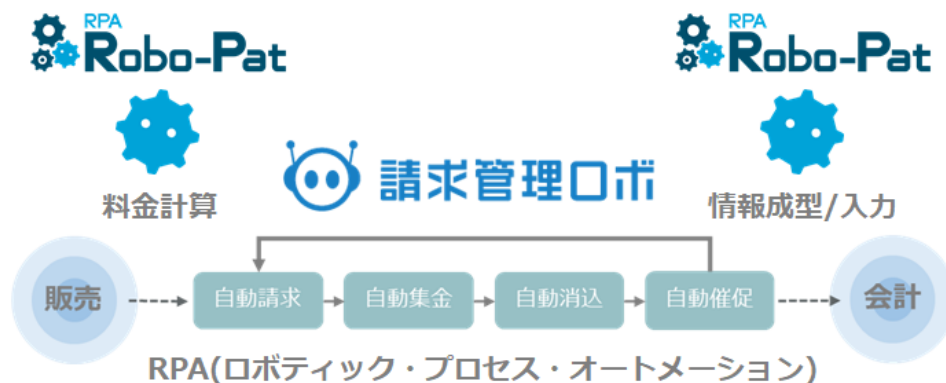 RPA
Robo-Pat
RPA
Robo-Pat
請求管理ロボ
料金計算
情報成型/入力
販売
自動請求
自動集金
自動消込
自動催促
会計
RPA(ロボティック・プロセス・オートメーション)